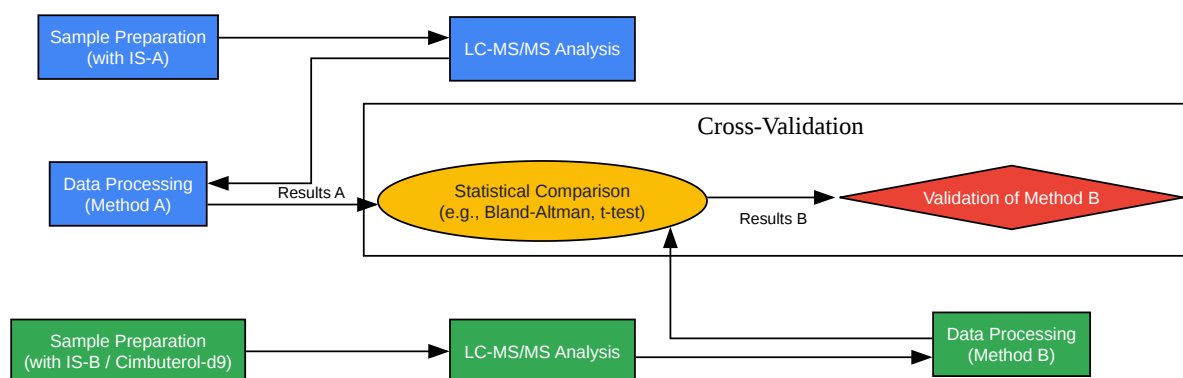 Sample Preparation
(with IS-A)
LC-MS/MS Analysis
Cross-Validation
Data Processing
(Method A)
Results A
Statistical Comparison
(e.g., Bland-Altman, t-test)
Results B
Validation of Method B
Sample Preparation
(with IS-B / Cimbuterol-d9)
LC-MS/MS Analysis
Data Processing
(Method B)